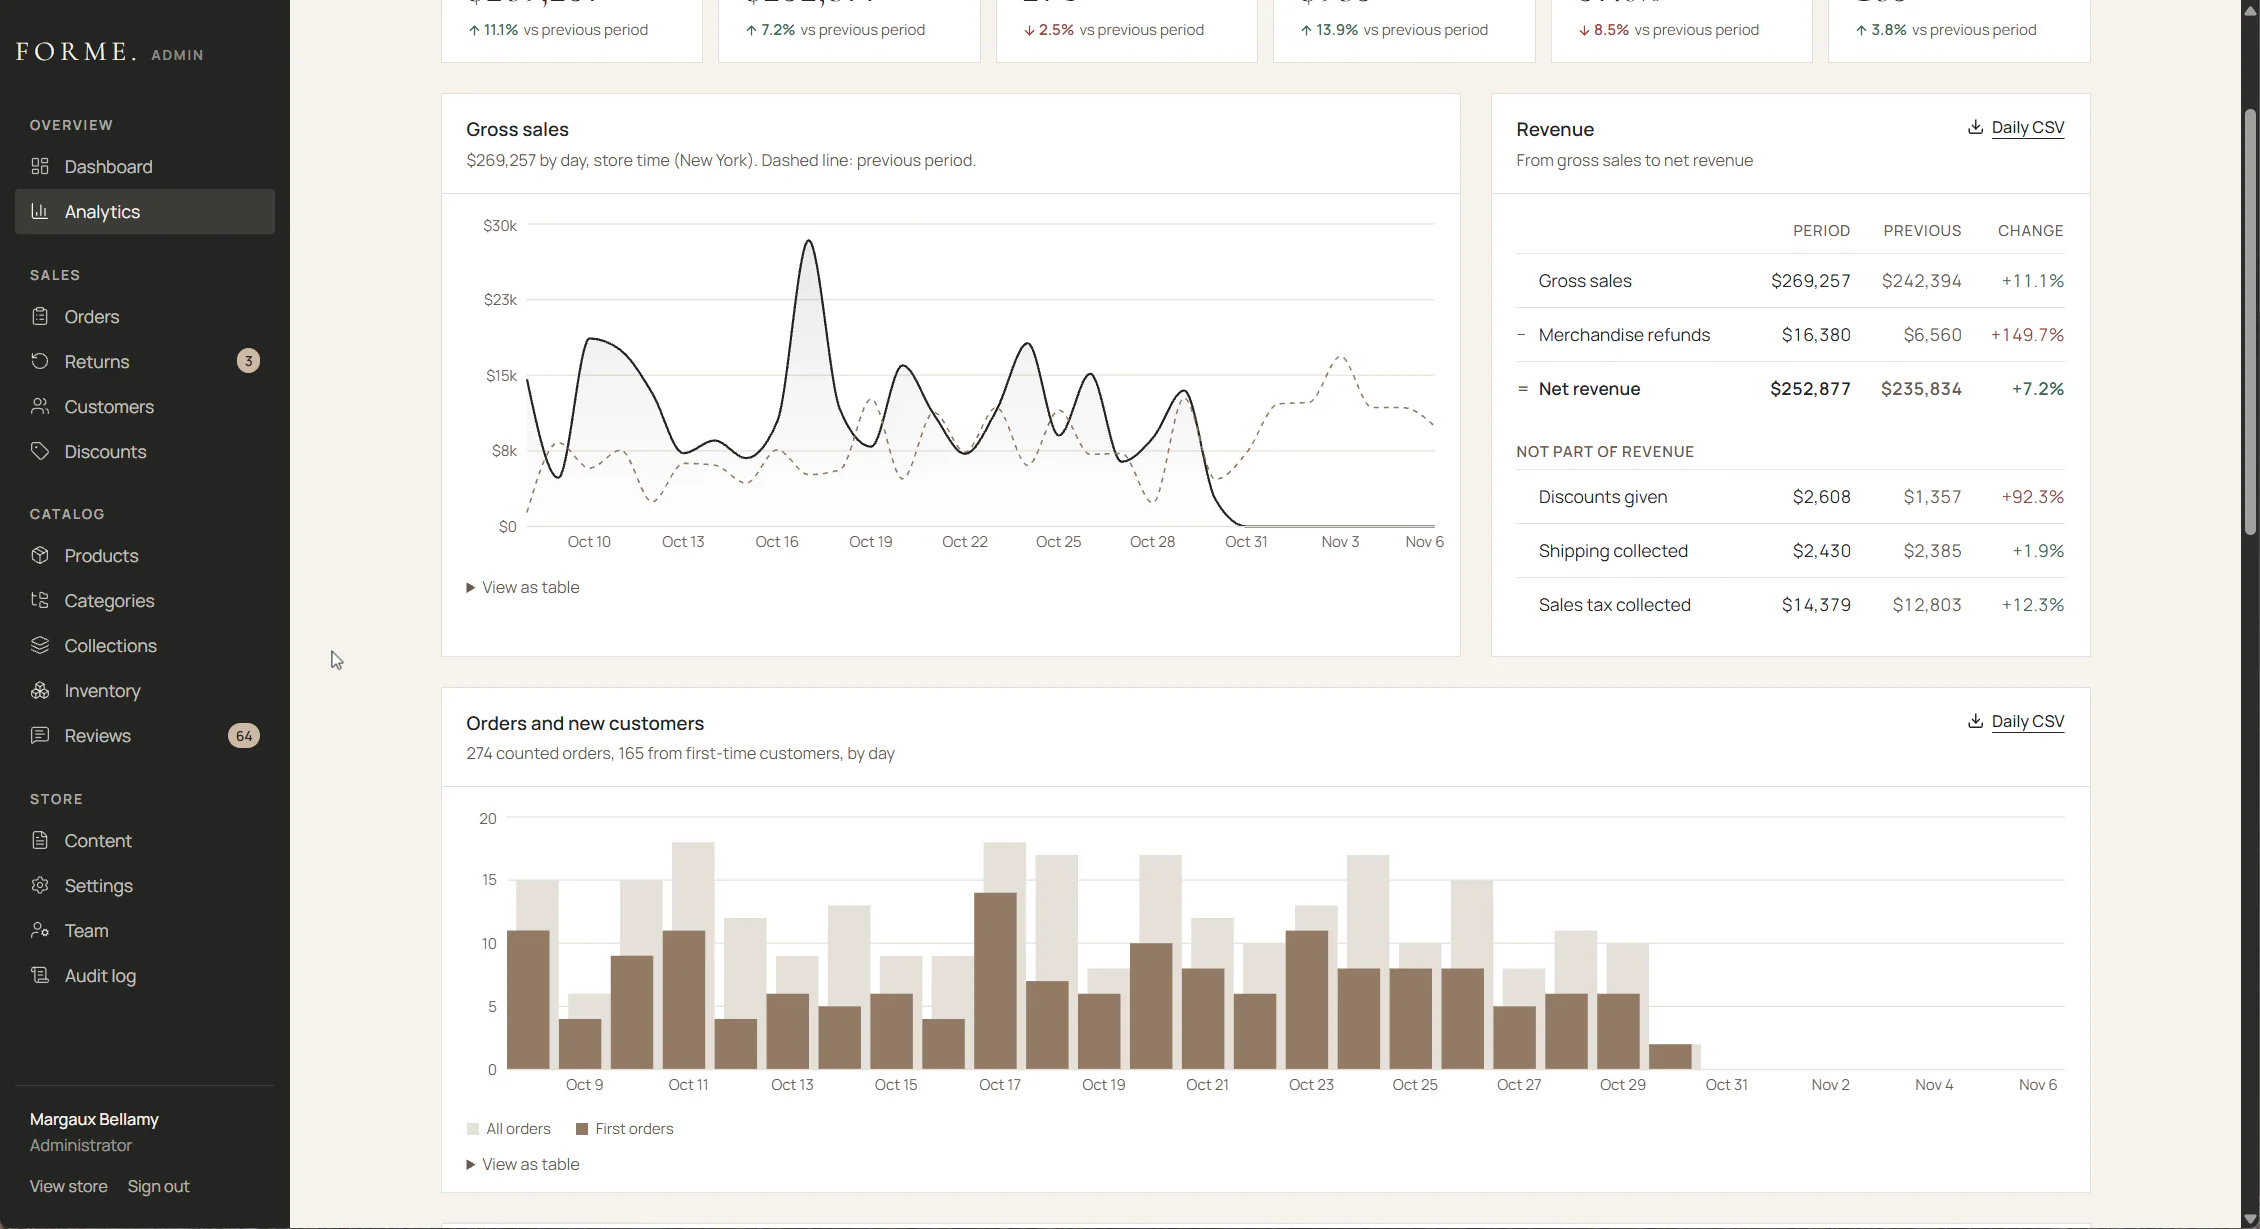 FORME. ADMIN
OVERVIEW
Dashboard
Analytics
SALES
Orders
Returns 3
Customers
Discounts
CATALOG
Products
Categories
Collections
Inventory
Reviews 64
STORE
Content
Settings
Team
Audit log
Margaux Bellamy
Administrator
View store Sign out
↑ 11.1% vs previous period
↑ 7.2% vs previous period
↓ 2.5% vs previous period
↑ 13.9% vs previous period
↓ 8.5% vs previous period
↑ 3.8% vs previous period
Gross sales
$269,257 by day, store time (New York). Dashed line: previous period.
$30k
$23k
$15k
$8k
$0
Oct 10 Oct 13 Oct 16 Oct 19 Oct 22 Oct 25 Oct 28 Oct 31 Nov 3 Nov 6
View as table
Revenue
Daily CSV
From gross sales to net revenue
PERIOD PREVIOUS CHANGE
Gross sales $269,257 $242,394 +11.1%
− Merchandise refunds $16,380 $6,560 +149.7%
= Net revenue $252,877 $235,834 +7.2%
NOT PART OF REVENUE
Discounts given $2,608 $1,357 +92.3%
Shipping collected $2,430 $2,385 +1.9%
Sales tax collected $14,379 $12,803 +12.3%
Orders and new customers
Daily CSV
274 counted orders, 165 from first-time customers, by day
20
15
10
5
0
Oct 9 Oct 11 Oct 13 Oct 15 Oct 17 Oct 19 Oct 21 Oct 23 Oct 25 Oct 27 Oct 29 Oct 31 Nov 2 Nov 4 Nov 6
All orders First orders
View as table